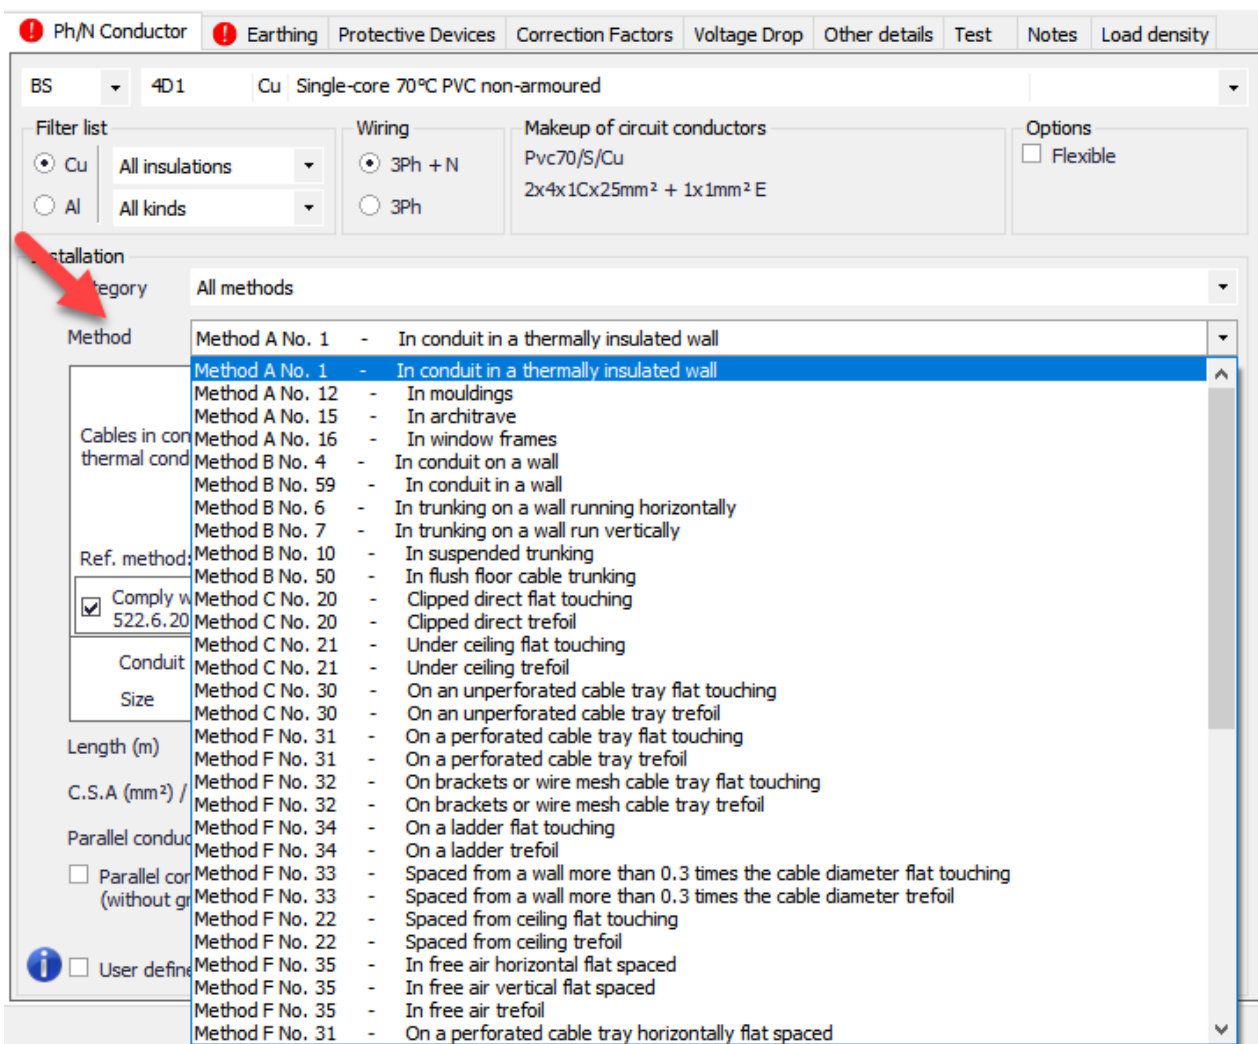 Ph/N Conductor Earthing Protective Devices Correction Factors Voltage Drop Other details Test Notes Load density
BS 4D1 Cu Single-core 70°C PVC non-armoured
Filter list Wiring Makeup of circuit conductors Options
Cu All insulations 3Ph + N Pvc70/S/Cu Flexible
2x4x1Cx25mm² + 1x1mm² E
Al All kinds 3Ph
stallation
tegory All methods
Method Method A No. 1 - In conduit in a thermally insulated wall
Method A No. 1 - In conduit in a thermally insulated wall
Method A No. 12 - In mouldings
Method A No. 15 - In architrave
Cables in con
Method A No. 16 - In window frames
thermal cond
Method B No. 4 - In conduit on a wall
Method B No. 59 - In conduit in a wall
Method B No. 6 - In trunking on a wall running horizontally
Method B No. 7 - In trunking on a wall run vertically
Ref. method:
Method B No. 10 - In suspended trunking
Method B No. 50 - In flush floor cable trunking
Comply w
Method C No. 20 - Clipped direct flat touching
522.6.20
Method C No. 20 - Clipped direct trefoil
Method C No. 21 - Under ceiling flat touching
Conduit
Method C No. 21 - Under ceiling trefoil
Method C No. 30 - On an unperforated cable tray flat touching
Size
Method C No. 30 - On an unperforated cable tray trefoil
Length (m)
Method F No. 31 - On a perforated cable tray flat touching
Method F No. 31 - On a perforated cable tray trefoil
Method F No. 32 - On brackets or wire mesh cable tray flat touching
C.S.A (mm²) /
Method F No. 32 - On brackets or wire mesh cable tray trefoil
Method F No. 34 - On a ladder flat touching
Parallel conduc
Method F No. 34 - On a ladder trefoil
Parallel con
Method F No. 33 - Spaced from a wall more than 0.3 times the cable diameter flat touching
(without gr
Method F No. 33 - Spaced from a wall more than 0.3 times the cable diameter trefoil
Method F No. 22 - Spaced from ceiling flat touching
Method F No. 22 - Spaced from ceiling trefoil
User define
Method F No. 35 - In free air horizontal flat spaced
Method F No. 35 - In free air vertical flat spaced
Method F No. 35 - In free air trefoil
Method F No. 31 - On a perforated cable tray horizontally flat spaced